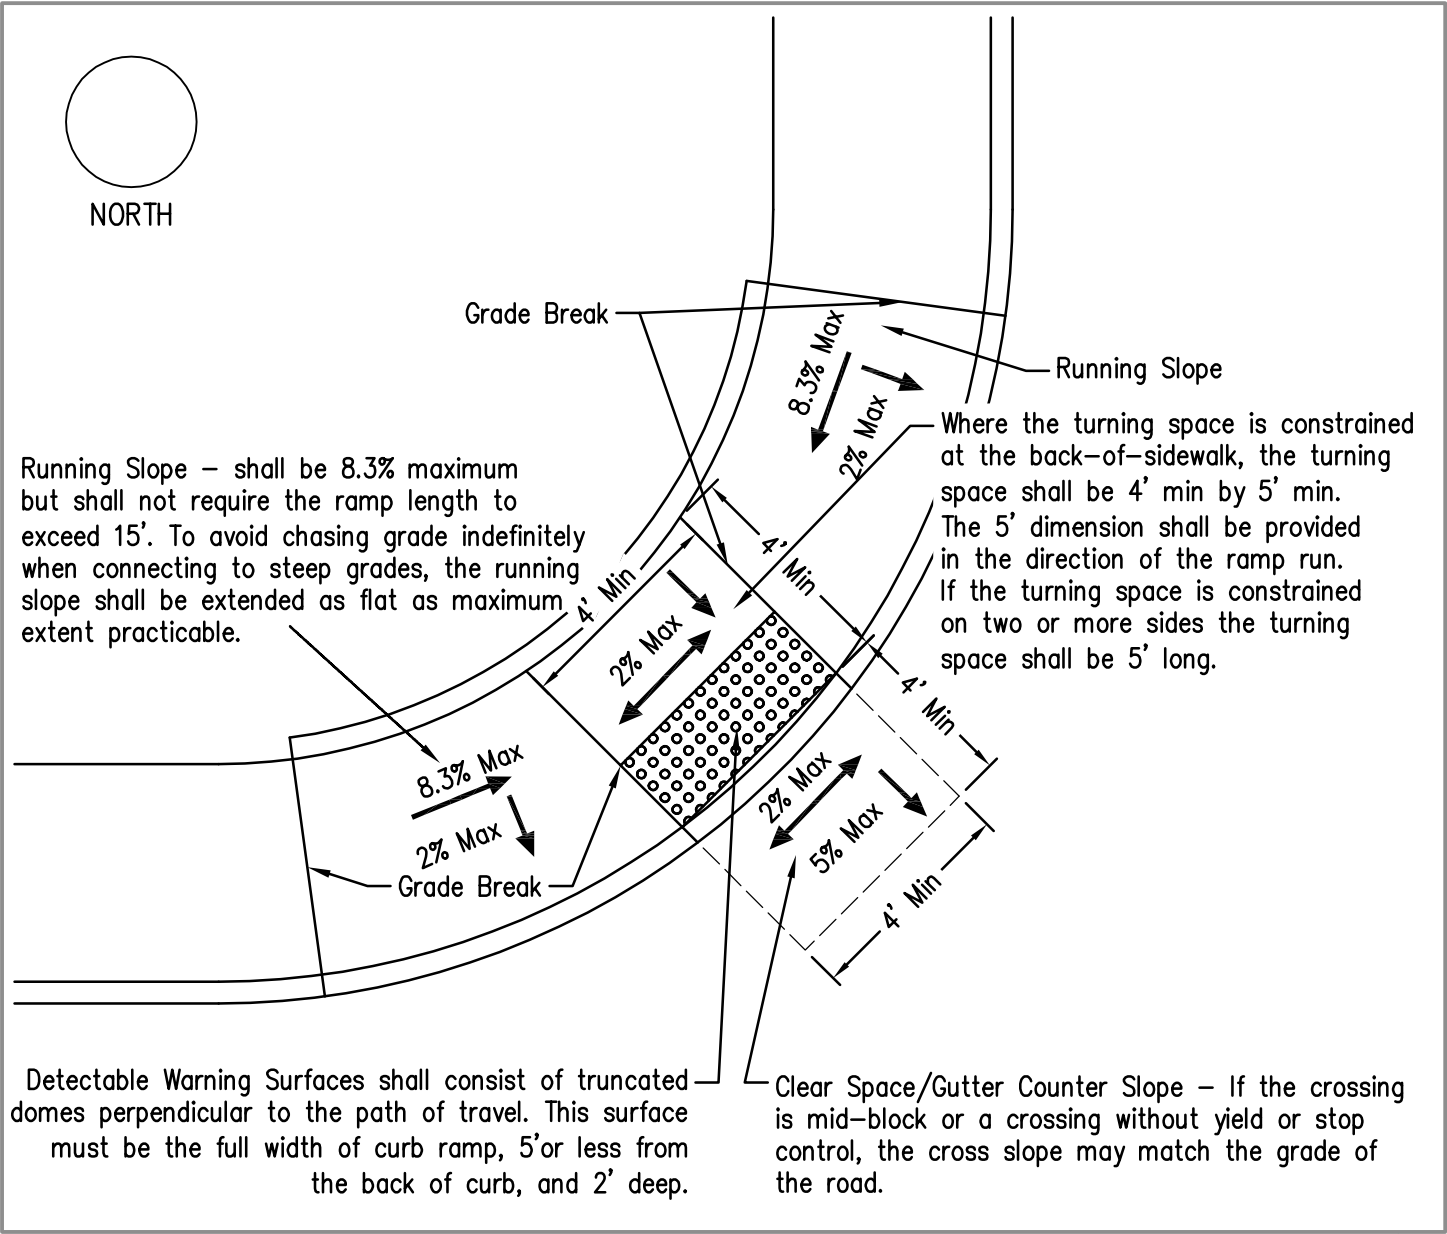 NORTH
Grade Break
8.3% Max
2% Max
Running Slope
Where the turning space is constrained
at the back-of-sidewalk, the turning
space shall be 4' min by 5' min.
The 5' dimension shall be provided
in the direction of the ramp run.
If the turning space is constrained
on two or more sides the turning
space shall be 5' long.
Running Slope – shall be 8.3% maximum
but shall not require the ramp length to
exceed 15'. To avoid chasing grade indefinitely
when connecting to steep grades, the running
slope shall be extended as flat as maximum
extent practicable.
4' Min
4' Min
2% Max
4' Min
8.3% Max
2% Max
Grade Break
2% Max
5% Max
4' Min
Detectable Warning Surfaces shall consist of truncated
domes perpendicular to the path of travel. This surface
must be the full width of curb ramp, 5'or less from
the back of curb, and 2' deep.
Clear Space/Gutter Counter Slope – If the crossing
is mid-block or a crossing without yield or stop
control, the cross slope may match the grade of
the road.